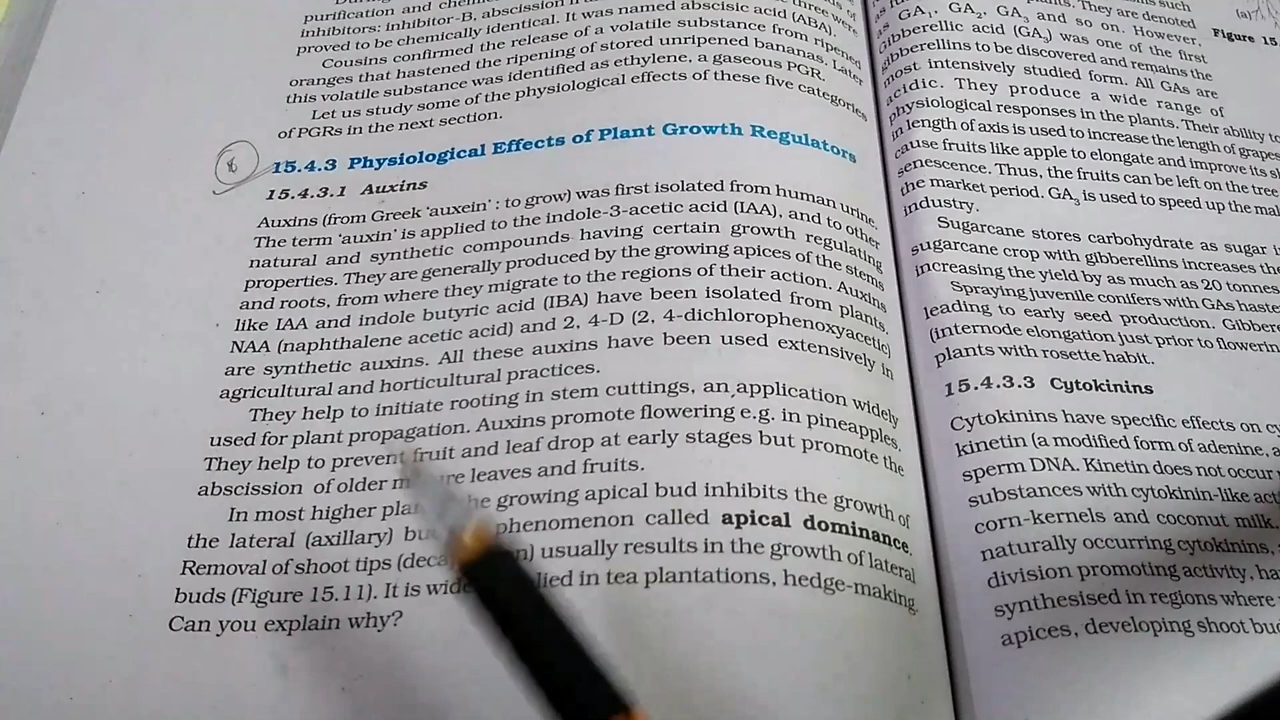 purification and
inhibitors: inhibitor-B, abscission three were
proved to be chemically identical. It was named abscisic acid (ABA).
Cousins confirmed the release of a volatile substance from ripened
oranges that hastened the ripening of stored unripened bananas. Later
this volatile substance was identified as ethylene, a gaseous PGR.
Let us study some of the physiological effects of these five categories
of PGRs in the next section.
15.4.3 Physiological Effects of Plant Growth Regulators
15.4.3.1 Auxins
Auxins (from Greek ‘auxein’ : to grow) was first isolated from human urine.
The term ‘auxin’ is applied to the indole-3-acetic acid (IAA), and to other
natural and synthetic compounds having certain growth regulating
properties. They are generally produced by the growing apices of the stems
and roots, from where they migrate to the regions of their action. Auxins
like IAA and indole butyric acid (IBA) have been isolated from plants.
NAA (naphthalene acetic acid) and 2, 4-D (2, 4-dichlorophenoxyacetic)
are synthetic auxins. All these auxins have been used extensively in
agricultural and horticultural practices.
They help to initiate rooting in stem cuttings, an application widely
used for plant propagation. Auxins promote flowering e.g. in pineapples.
They help to prevent fruit and leaf drop at early stages but promote the
abscission of older leaves and fruits.
In most higher growing apical bud inhibits the growth of
the lateral (axillary) phenomenon called apical dominance.
Removal of shoot tips usually results in the growth of lateral
buds (Figure 15.11). It is in tea plantations, hedge-making.
Can you explain why?
such
plants. They are denoted
as GA₁, GA₂, GA₃ and so on. However,
Gibberellic acid (GA₃) was one of the first
gibberellins to be discovered and remains the
most intensively studied form. All GAs are
acidic. They produce a wide range of
physiological responses in the plants. Their ability to
in length of axis is used to increase the length of grapes
cause fruits like apple to elongate and improve its
senescence. Thus, the fruits can be left on the tree
the market period. GA₃ is used to speed up the
industry.
Sugarcane stores carbohydrate as sugar
sugarcane crop with gibberellins increases the
increasing the yield by as much as 20 tonnes
Spraying juvenile conifers with GAs
leading to early seed production.
(internode elongation just prior to
plants with rosette habit.
15.4.3.3 Cytokinins
Cytokinins have specific effects on
kinetin (a modified form of adenine,
sperm DNA. Kinetin does not occur
substances with cytokinin-like
corn-kernels and coconut milk.
naturally occurring cytokinins,
division promoting activity,
synthesised in regions where
apices, developing shoot
(a)
Figure 15.